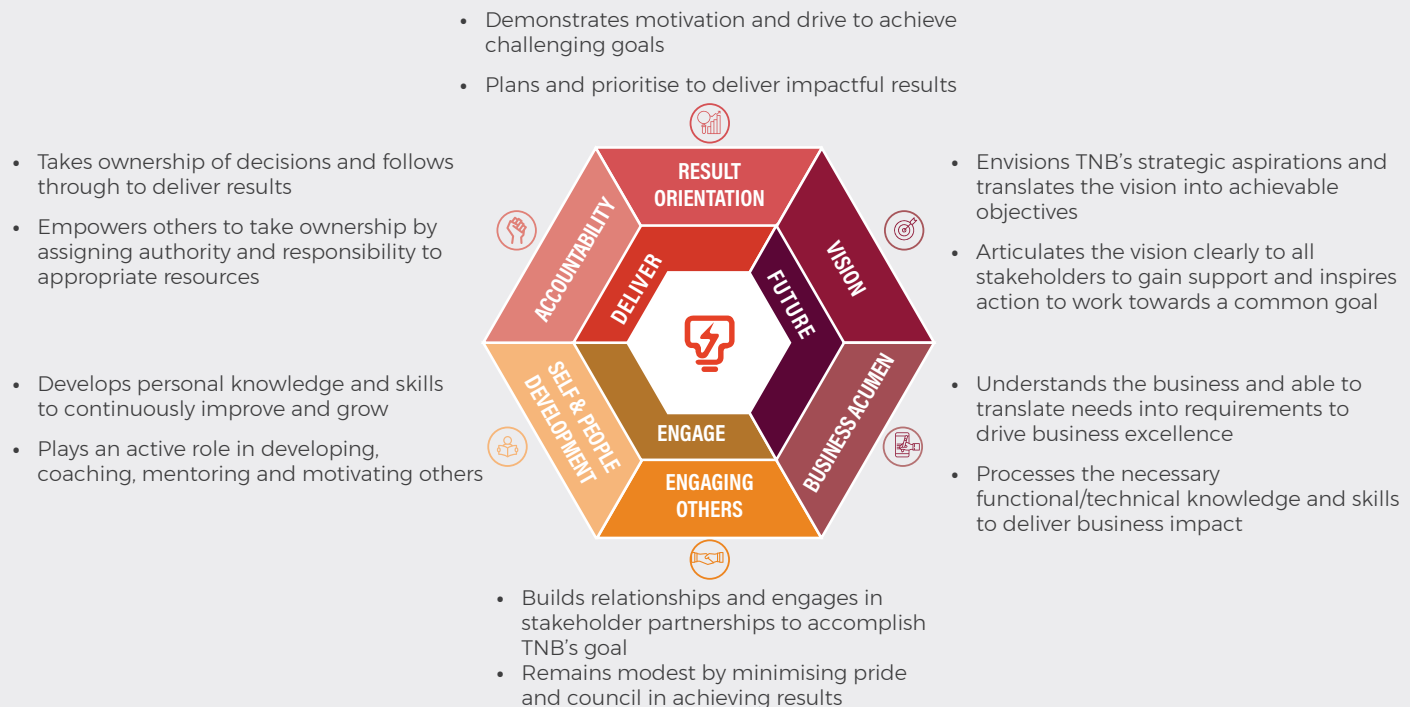 • Demonstrates motivation and drive to achieve
challenging goals
• Plans and prioritise to deliver impactful results
• Takes ownership of decisions and follows
through to deliver results
• Empowers others to take ownership by
assigning authority and responsibility to
appropriate resources
• Develops personal knowledge and skills
to continuously improve and grow
• Plays an active role in developing,
coaching, mentoring and motivating others
RESULT
ORIENTATION
ACCOUNTABILITY
VISION
DELIVER
FUTURE
SELF & PEOPLE
DEVELOPMENT
ENGAGE
BUSINESS ACUMEN
ENGAGING
OTHERS
• Envisions TNB's strategic aspirations and
translates the vision into achievable
objectives
• Articulates the vision clearly to all
stakeholders to gain support and inspires
action to work towards a common goal
• Understands the business and able to
translate needs into requirements to
drive business excellence
• Processes the necessary
functional/technical knowledge and skills
to deliver business impact
• Builds relationships and engages in
stakeholder partnerships to accomplish
TNB's goal
• Remains modest by minimising pride
and council in achieving results